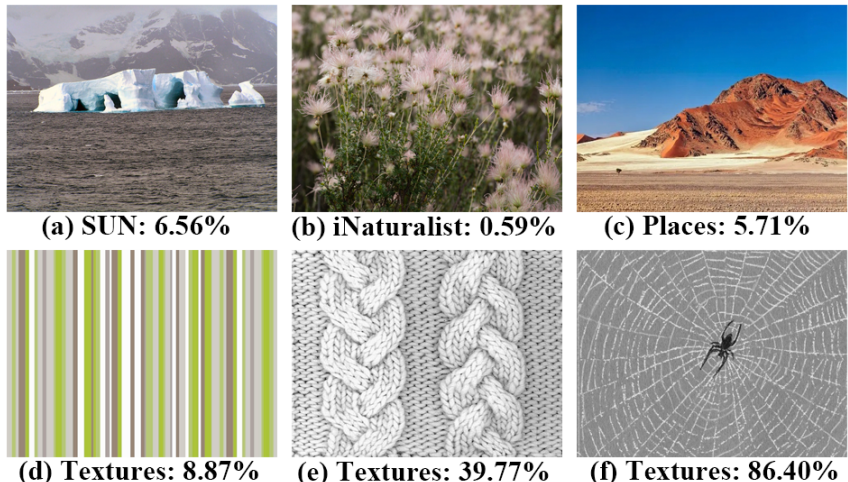 (a) SUN: 6.56%
(b) iNaturalist: 0.59%
(c) Places: 5.71%
(d) Textures: 8.87%
(e) Textures: 39.77%
(f) Textures: 86.40%